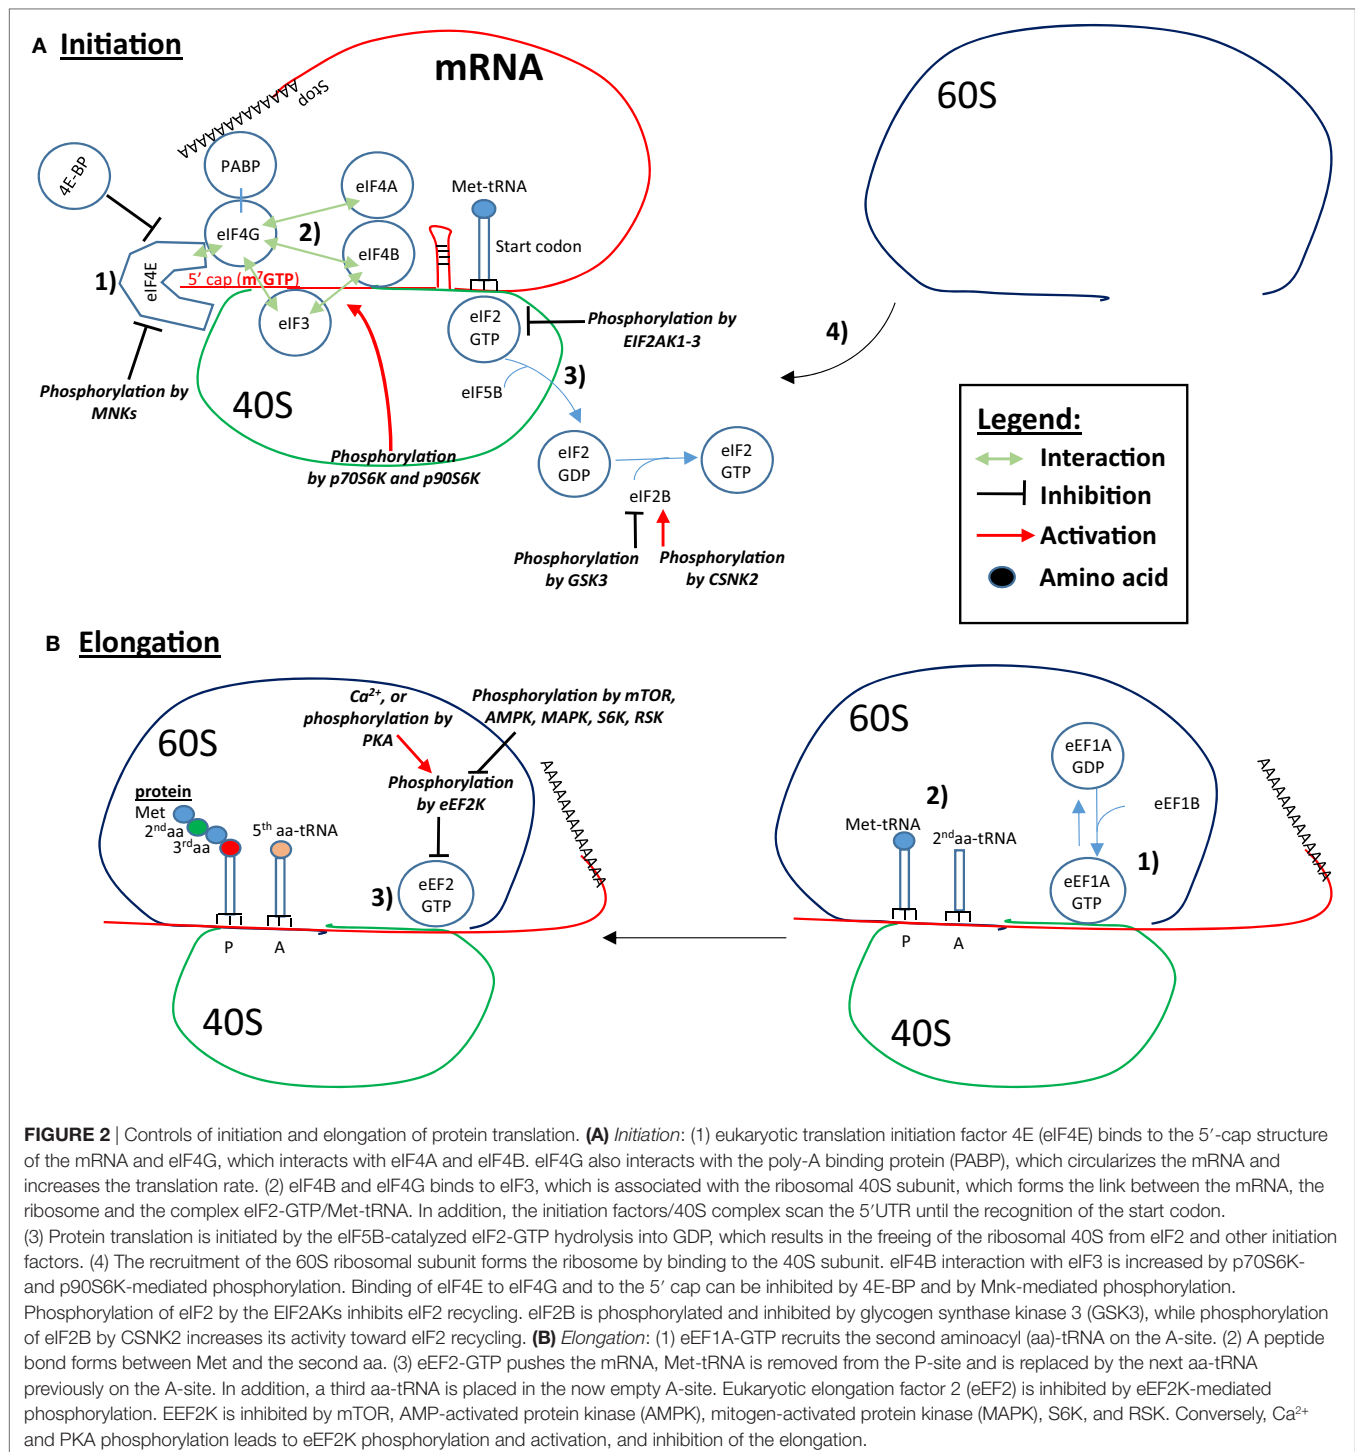 A Initiation
mRNA
60S
Stop
AAAAAAAAAAAA
PABP
4E-BP
eIF4A
Met-tRNA
eIF4G
2)
eIF4B
Start codon
1)
eIF4E
5′ cap (m⁷GTP)
eIF3
eIF2
GTP
Phosphorylation by
EIF2AK1-3
4)
Phosphorylation by
MNKs
40S
eIF5B
3)
Phosphorylation
by p70S6K and p90S6K
eIF2
GDP
eIF2
GTP
eIF2B
Phosphorylation
by GSK3
Phosphorylation
by CSNK2
Legend:
Interaction
Inhibition
Activation
Amino acid
B Elongation
60S
Ca²⁺, or
phosphorylation by
PKA
Phosphorylation by mTOR,
AMPK, MAPK, S6K, RSK
Phosphorylation
by eEF2K
protein
Met
2ⁿᵈaa
3ʳᵈaa
5ᵗʰ aa-tRNA
3)
eEF2
GTP
AAAAAAAAAAAA
P
A
40S
60S
eEF1A
GDP
eEF1B
2)
Met-tRNA
2ⁿᵈaa-tRNA
1)
eEF1A
GTP
AAAAAAAAAAAA
P
A
40S
FIGURE 2 | Controls of initiation and elongation of protein translation. (A) Initiation: (1) eukaryotic translation initiation factor 4E (eIF4E) binds to the 5′-cap structure
of the mRNA and eIF4G, which interacts with eIF4A and eIF4B. eIF4G also interacts with the poly-A binding protein (PABP), which circularizes the mRNA and
increases the translation rate. (2) eIF4B and eIF4G binds to eIF3, which is associated with the ribosomal 40S subunit, which forms the link between the mRNA, the
ribosome and the complex eIF2-GTP/Met-tRNA. In addition, the initiation factors/40S complex scan the 5′UTR until the recognition of the start codon.
(3) Protein translation is initiated by the eIF5B-catalyzed eIF2-GTP hydrolysis into GDP, which results in the freeing of the ribosomal 40S from eIF2 and other initiation
factors. (4) The recruitment of the 60S ribosomal subunit forms the ribosome by binding to the 40S subunit. eIF4B interaction with eIF3 is increased by p70S6K-
and p90S6K-mediated phosphorylation. Binding of eIF4E to eIF4G and to the 5′ cap can be inhibited by 4E-BP and by Mnk-mediated phosphorylation.
Phosphorylation of eIF2 by the EIF2AKs inhibits eIF2 recycling. eIF2B is phosphorylated and inhibited by glycogen synthase kinase 3 (GSK3), while phosphorylation
of eIF2B by CSNK2 increases its activity toward eIF2 recycling. (B) Elongation: (1) eEF1A-GTP recruits the second aminoacyl (aa)-tRNA on the A-site. (2) A peptide
bond forms between Met and the second aa. (3) eEF2-GTP pushes the mRNA, Met-tRNA is removed from the P-site and is replaced by the next aa-tRNA
previously on the A-site. In addition, a third aa-tRNA is placed in the now empty A-site. Eukaryotic elongation factor 2 (eEF2) is inhibited by eEF2K-mediated
phosphorylation. EEF2K is inhibited by mTOR, AMP-activated protein kinase (AMPK), mitogen-activated protein kinase (MAPK), S6K, and RSK. Conversely, Ca²⁺
and PKA phosphorylation leads to eEF2K phosphorylation and activation, and inhibition of the elongation.